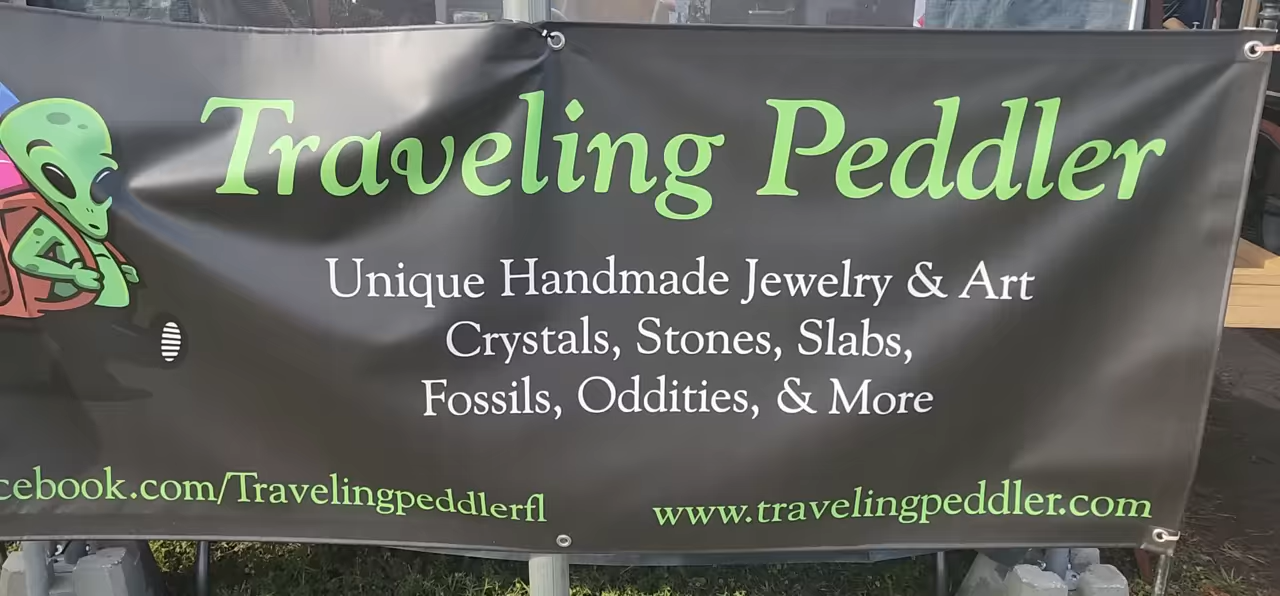 Traveling Peddler
Unique Handmade Jewelry & Art
Crystals, Stones, Slabs,
Fossils, Oddities, & More
cebook.com/Travelingpeddlerfl
www.travelingpeddler.com